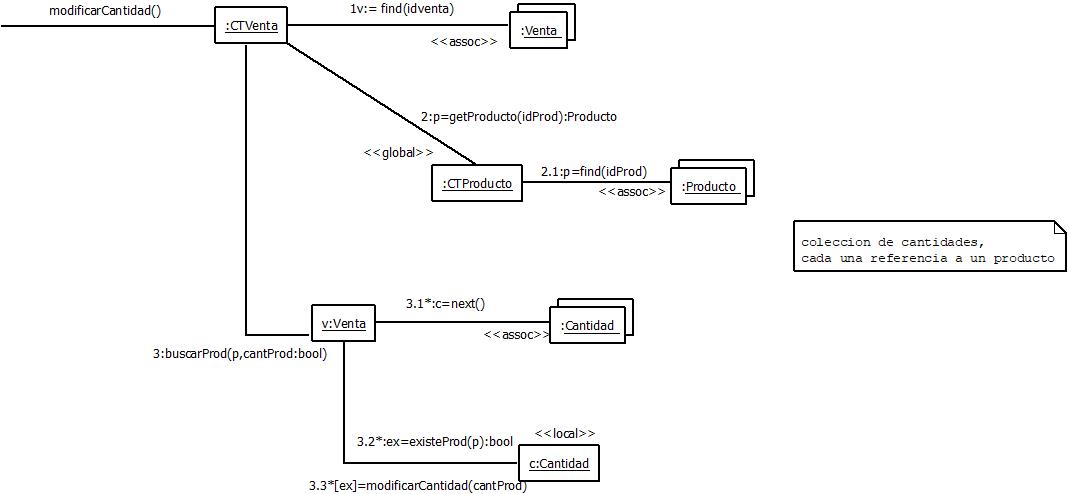 modificarCantidad()
:CTVenta
1v:= find(idventa)
<<assoc>>
:Venta
2:p=getProducto(idProd):Producto
<<global>>
:CTProducto
2.1:p=find(idProd)
<<assoc>>
:Producto
coleccion de cantidades,
cada una referencia a un producto
v:Venta
3.1*:c=next()
<<assoc>>
:Cantidad
3:buscarProd(p,cantProd:bool)
3.2*:ex=existeProd(p):bool
<<local>>
c:Cantidad
3.3*[ex]=modificarCantidad(cantProd)